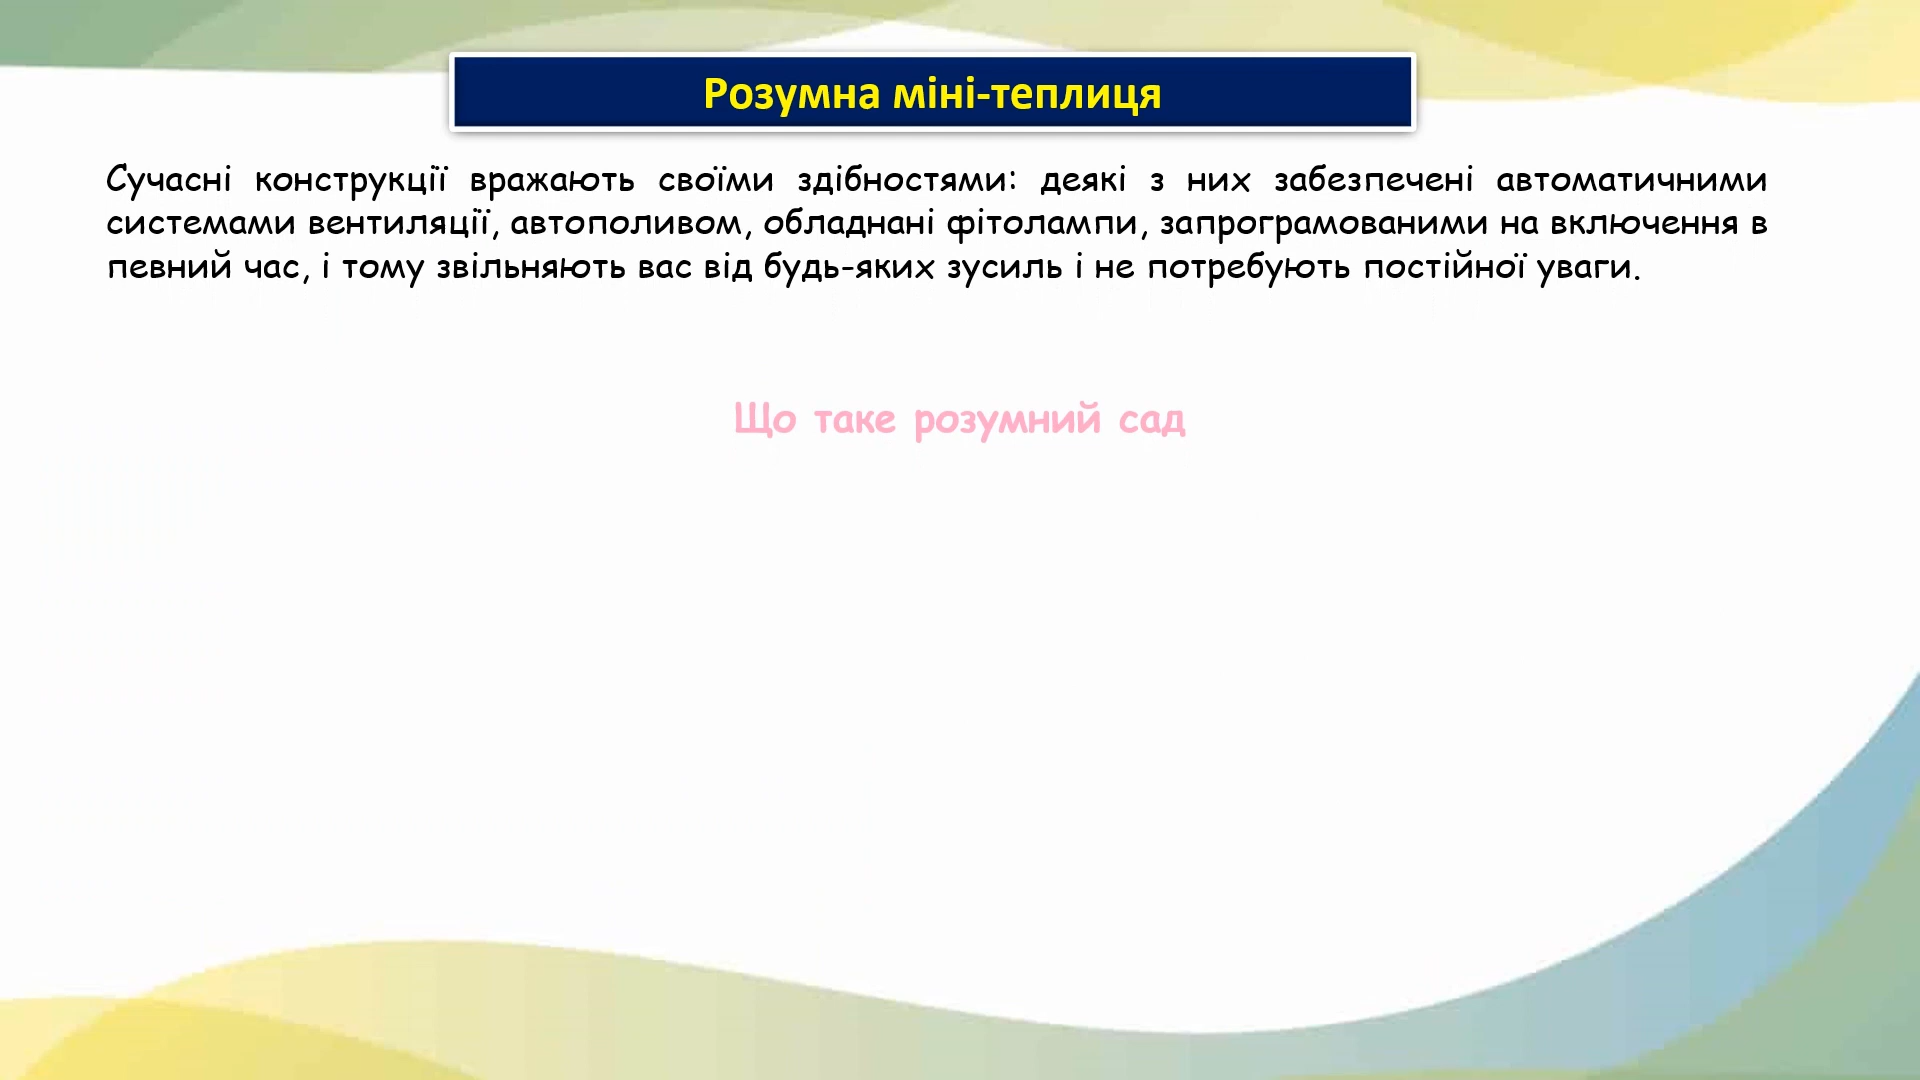 Розумна міні-теплиця
Сучасні конструкції вражають своїми здібностями: деякі з них забезпечені автоматичними
системами вентиляції, автополивом, обладнані фітолампи, запрограмованими на включення в
певний час, і тому звільняють вас від будь-яких зусиль і не потребують постійної уваги.
Що таке розумний сад